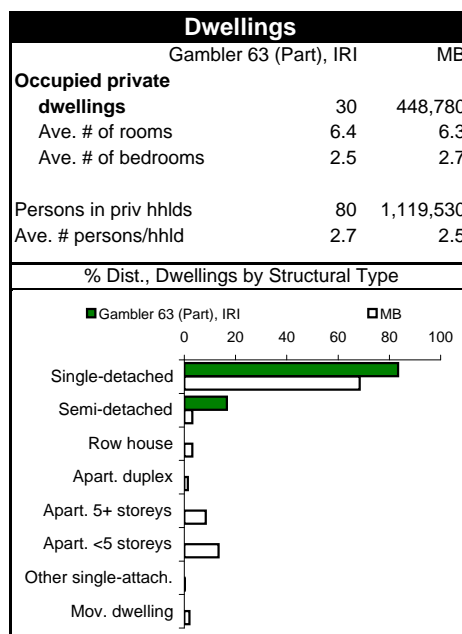 Dwellings
Gambler 63 (Part), IRI MB
Occupied private
dwellings 30 448,780
Ave. # of rooms 6.4 6.3
Ave. # of bedrooms 2.5 2.7
Persons in priv hhlds 80 1,119,530
Ave. # persons/hhld 2.7 2.5
% Dist., Dwellings by Structural Type
Gambler 63 (Part), IRI MB
0 20 40 60 80 100
Single-detached
Semi-detached
Row house
Apart. duplex
Apart. 5+ storeys
Apart. <5 storeys
Other single-attach.
Mov. dwelling